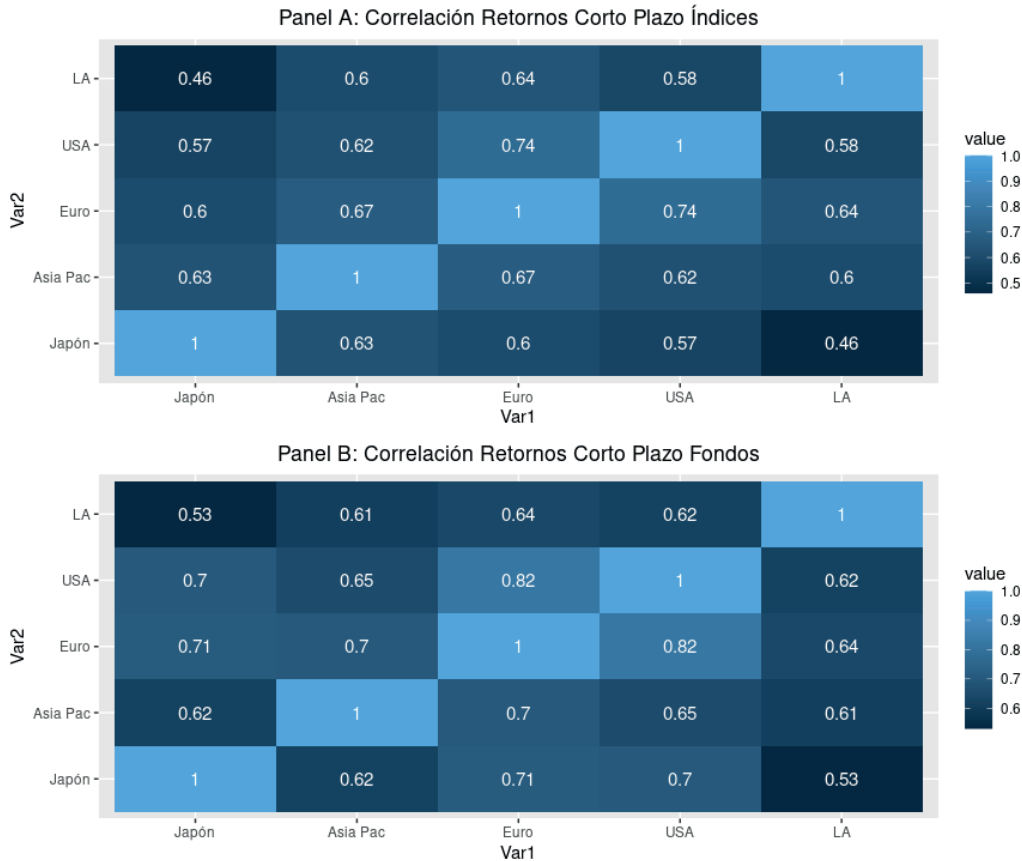 Panel A: Correlación Retornos Corto Plazo Índices
LA 0.46 0.6 0.64 0.58 1
USA 0.57 0.62 0.74 1 0.58
Euro 0.6 0.67 1 0.74 0.64
Asia Pac 0.63 1 0.67 0.62 0.6
Japón 1 0.63 0.6 0.57 0.46
Japón Asia Pac Euro USA LA
Var1
Var2
value
1.0
0.9
0.8
0.7
0.6
0.5
Panel B: Correlación Retornos Corto Plazo Fondos
LA 0.53 0.61 0.64 0.62 1
USA 0.7 0.65 0.82 1 0.62
Euro 0.71 0.7 1 0.82 0.64
Asia Pac 0.62 1 0.7 0.65 0.61
Japón 1 0.62 0.71 0.7 0.53
Japón Asia Pac Euro USA LA
Var1
Var2
value
1.0
0.9
0.8
0.7
0.6